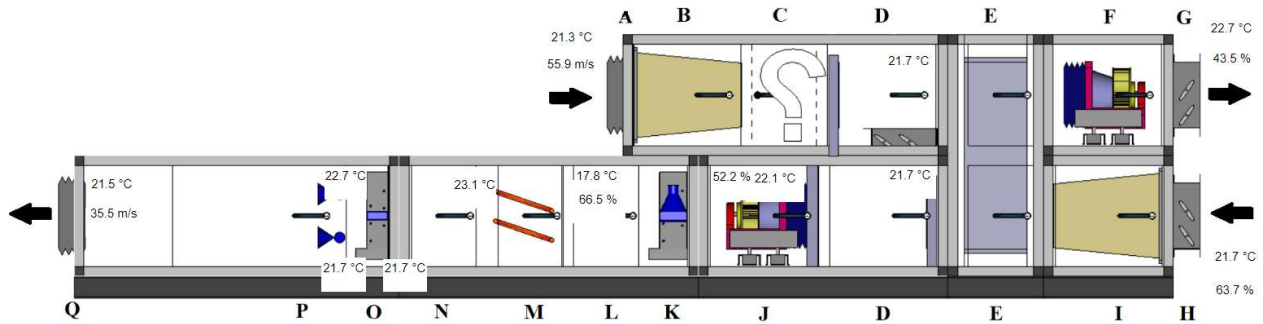 A B C D E F G
21.3 °C
55.9 m/s
?
21.7 °C
22.7 °C
43.5 %
21.5 °C
35.5 m/s
22.7 °C
23.1 °C
17.8 °C
66.5 %
52.2 % 22.1 °C
21.7 °C
21.7 °C
21.7 °C
21.7 °C
63.7 %
Q P O N M L K J D E I H